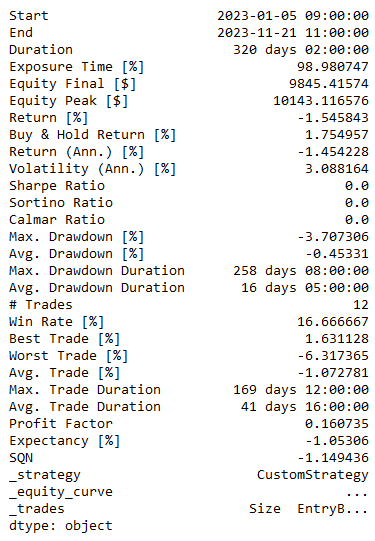 Start 2023-01-05 09:00:00
End 2023-11-21 11:00:00
Duration 320 days 02:00:00
Exposure Time [%] 98.980747
Equity Final [$] 9845.41574
Equity Peak [$] 10143.116576
Return [%] -1.545843
Buy & Hold Return [%] 1.754957
Return (Ann.) [%] -1.454228
Volatility (Ann.) [%] 3.088164
Sharpe Ratio 0.0
Sortino Ratio 0.0
Calmar Ratio 0.0
Max. Drawdown [%] -3.707306
Avg. Drawdown [%] -0.45331
Max. Drawdown Duration 258 days 08:00:00
Avg. Drawdown Duration 16 days 05:00:00
# Trades 12
Win Rate [%] 16.666667
Best Trade [%] 1.631128
Worst Trade [%] -6.317365
Avg. Trade [%] -1.072781
Max. Trade Duration 169 days 12:00:00
Avg. Trade Duration 41 days 16:00:00
Profit Factor 0.160735
Expectancy [%] -1.05306
SQN -1.149436
_strategy CustomStrategy
_equity_curve ...
_trades Size EntryB...
dtype: object